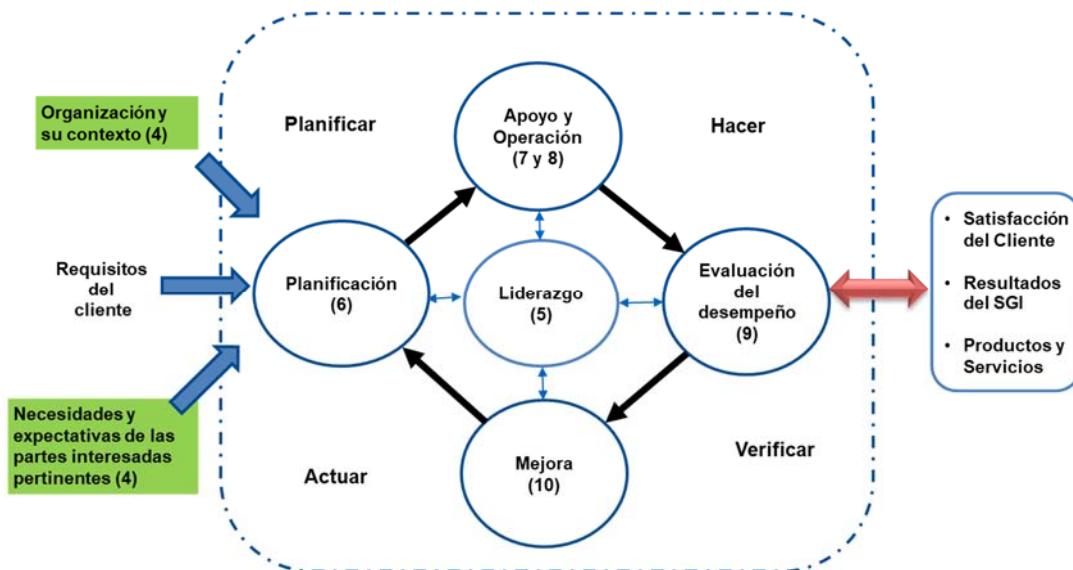 Organización y
su contexto (4)
Planificar
Apoyo y
Operación
(7 y 8)
Hacer
Requisitos
del
cliente
Planificación
(6)
Liderazgo
(5)
Evaluación
del
desempeño
(9)
• Satisfacción
del Cliente
• Resultados
del SGI
• Productos y
Servicios
Necesidades y
expectativas de las
partes interesadas
pertinentes (4)
Actuar
Mejora
(10)
Verificar